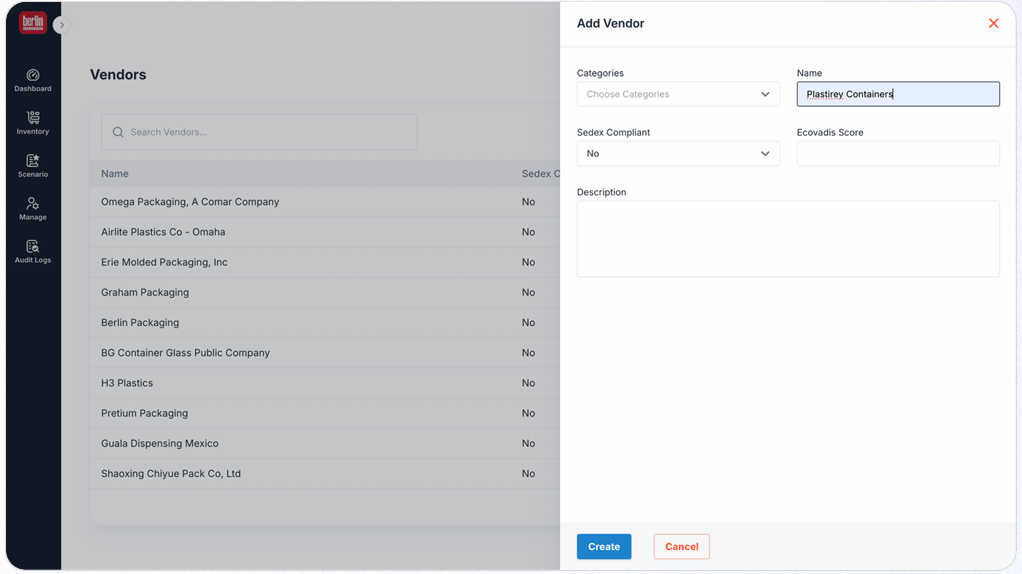 berlin
Dashboard
Inventory
Scenario
Manage
Audit Logs
Vendors
Search Vendors...
Name Sedex C
Omega Packaging, A Comar Company No
Airlite Plastics Co - Omaha No
Erie Molded Packaging, Inc No
Graham Packaging No
Berlin Packaging No
BG Container Glass Public Company No
H3 Plastics No
Pretium Packaging No
Guala Dispensing Mexico No
Shaoxing Chiyue Pack Co, Ltd No
Add Vendor
Categories Name
Choose Categories Plastirey Containers
Sedex Compliant Ecovadis Score
No
Description
Create Cancel